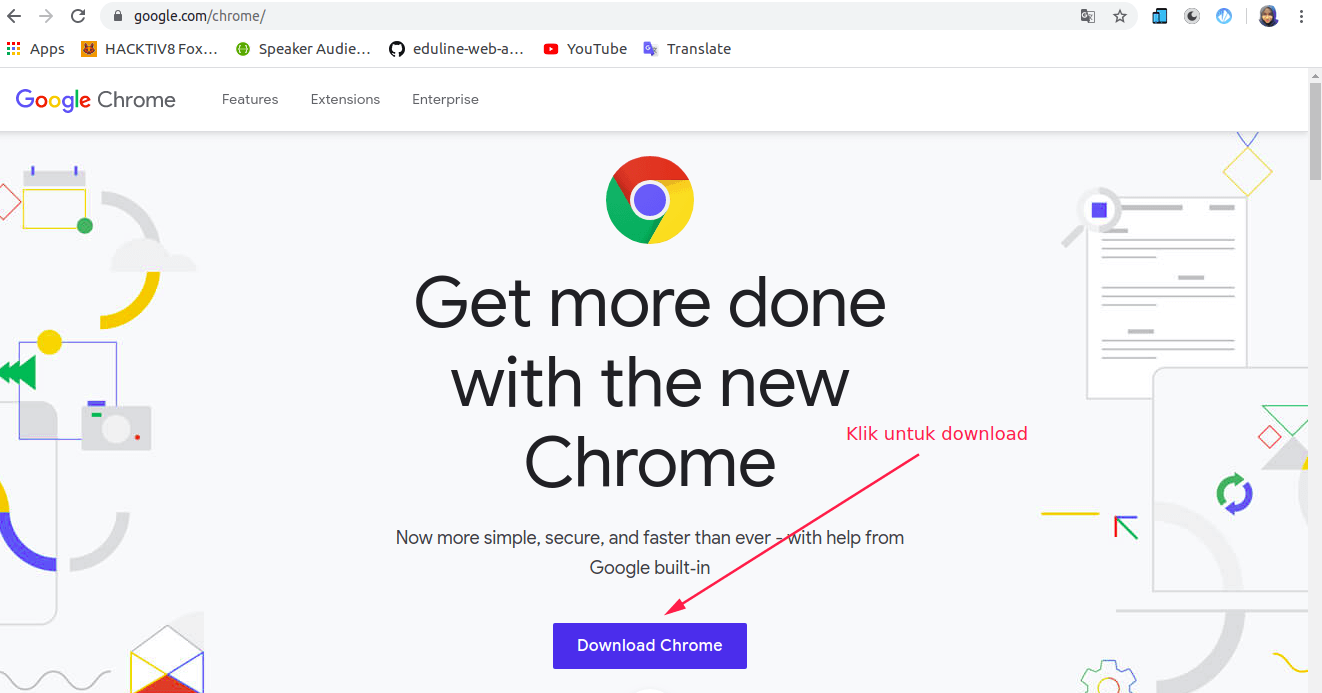 google.com/chrome/
Apps HACKTIV8 Fox... Speaker Audie... eduline-web-a... YouTube Translate
Google Chrome Features Extensions Enterprise
Get more done
with the new
Chrome
Klik untuk download
Now more simple, secure, and faster than ever - with help from
Google built-in
Download Chrome